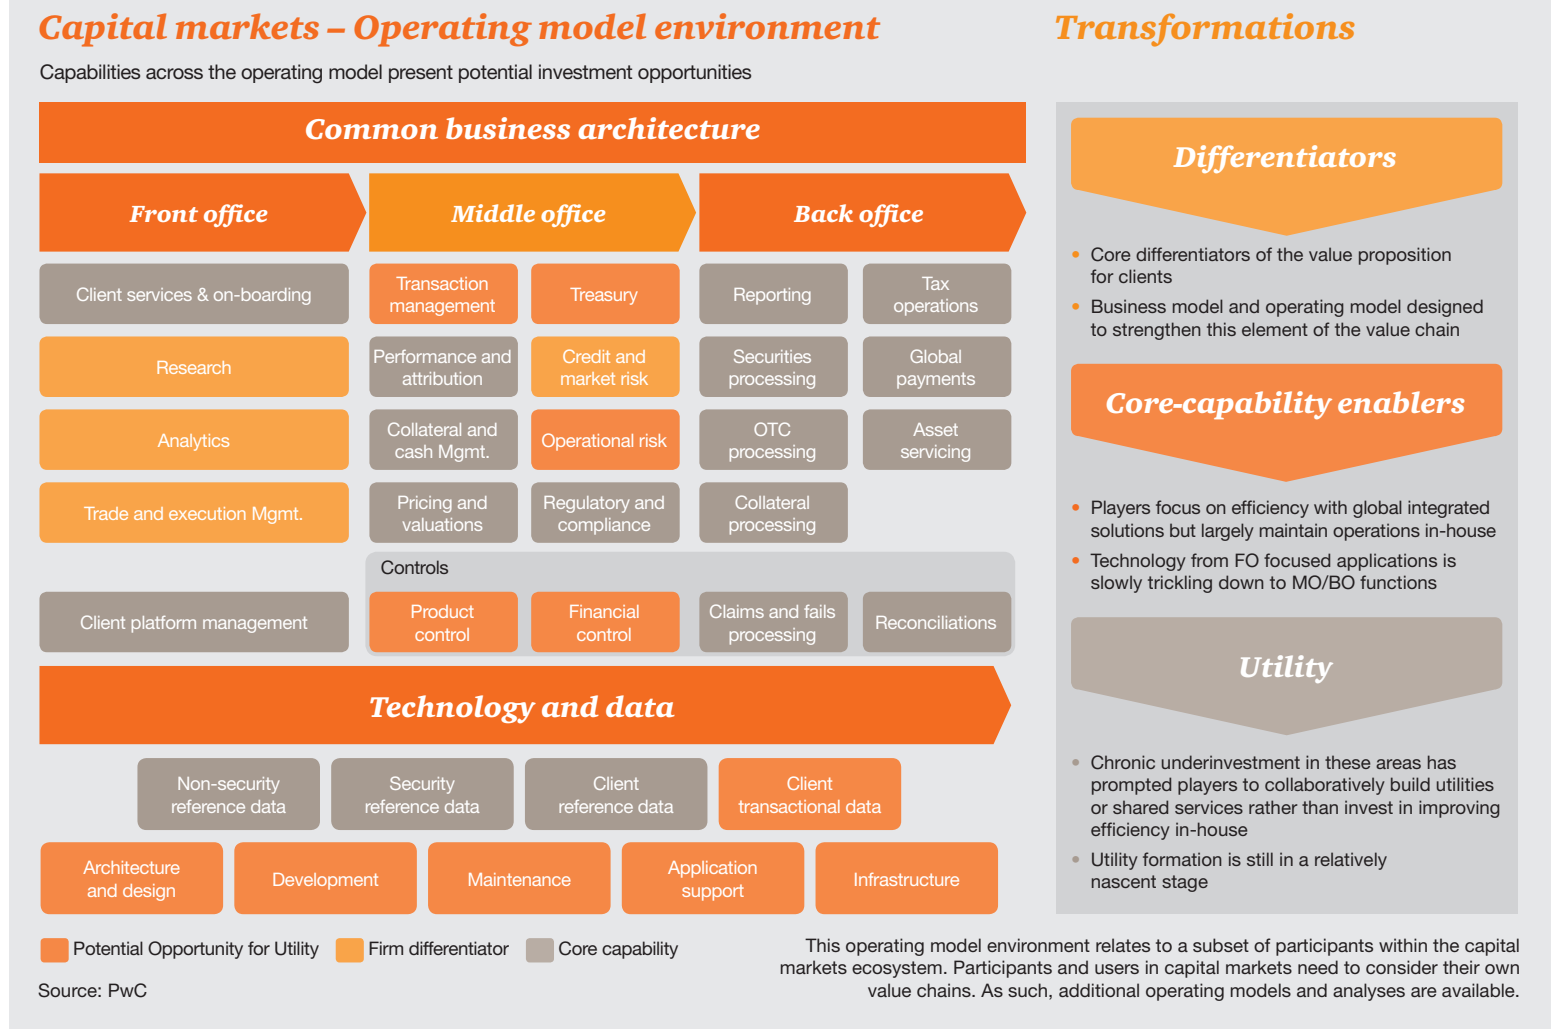 Capital markets – Operating model environment
Capabilities across the operating model present potential investment opportunities
Common business architecture
Front office
Middle office
Back office
Client services & on-boarding
Transaction
management
Treasury
Reporting
Tax
operations
Research
Performance and
attribution
Credit and
market risk
Securities
processing
Global
payments
Analytics
Collateral and
cash Mgmt.
Operational risk
OTC
processing
Asset
servicing
Trade and execution Mgmt.
Pricing and
valuations
Regulatory and
compliance
Collateral
processing
Controls
Client platform management
Product
control
Financial
control
Claims and fails
processing
Reconciliations
Technology and data
Non-security
reference data
Security
reference data
Client
reference data
Client
transactional data
Architecture
and design
Development
Maintenance
Application
support
Infrastructure
Potential Opportunity for Utility
Firm differentiator
Core capability
Source: PwC
Transformations
Differentiators
• Core differentiators of the value proposition
for clients
• Business model and operating model designed
to strengthen this element of the value chain
Core-capability enablers
• Players focus on efficiency with global integrated
solutions but largely maintain operations in-house
• Technology from FO focused applications is
slowly trickling down to MO/BO functions
Utility
• Chronic underinvestment in these areas has
prompted players to collaboratively build utilities
or shared services rather than invest in improving
efficiency in-house
• Utility formation is still in a relatively
nascent stage
This operating model environment relates to a subset of participants within the capital
markets ecosystem. Participants and users in capital markets need to consider their own
value chains. As such, additional operating models and analyses are available.